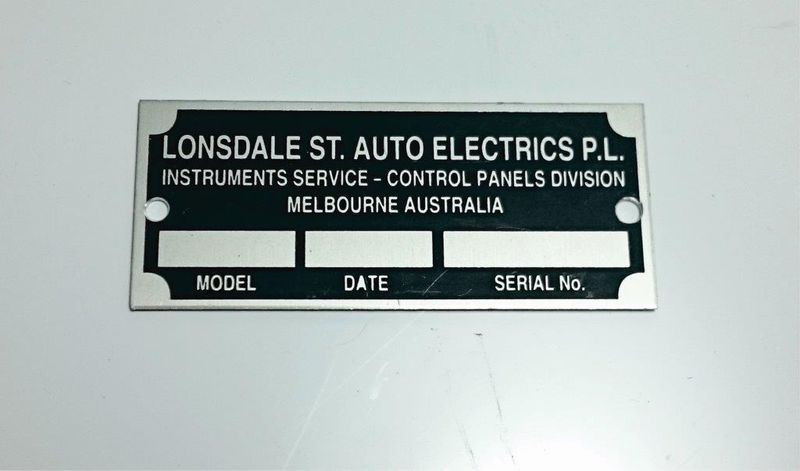 LONSDALE ST. AUTO ELECTRICS P.L.
INSTRUMENTS SERVICE - CONTROL PANELS DIVISION
MELBOURNE AUSTRALIA
MODEL DATE SERIAL No.